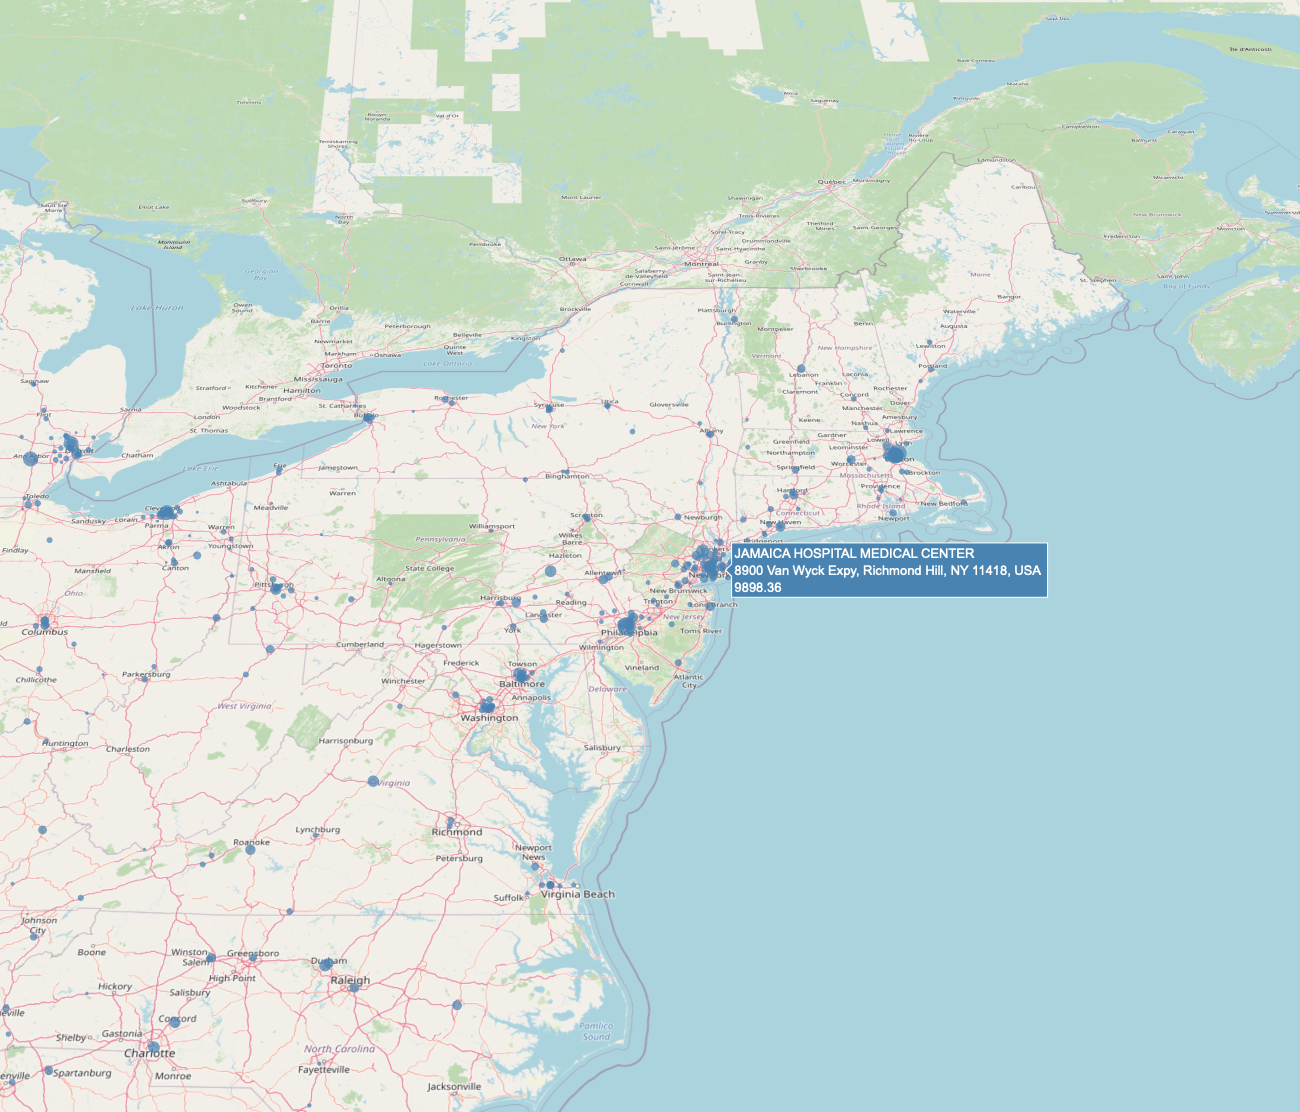 Sept-Îles
Île d'Anticosti
Baie-Comeau
Matane
Rimouski
Alma
Saguenay
Timmins
Rouyn-Noranda
Val-d'Or
Campbellton
Caraquet
Bathurst
Rivière-du-Loup
Temiskaming Shores
Edmundston
Miramichi
Québec
Montmagny
Caribou
Sault Ste. Marie
Elliot Lake
Sudbury
Mont-Laurier
Shawinigan
Trois-Rivières
New Brunswick
Summerside
North Bay
Thetford Mines
Saint-Georges
Moncton
Sorel-Tracy
Fredericton
Manitoulin Island
Pembroke
Drummondville
Saint-Jérôme
Saint-Hyacinthe
Ottawa
Montréal
Granby
Sherbrooke
Georgian Bay
Salaberry-de-Valleyfield
Saint-Jean-sur-Richelieu
Maine
Saint John
St. Stephen
Cornwall
Bay of Fundy
Bangor
Lake Huron
Owen Sound
Orillia
Brockville
Plattsburgh
Waterville
Barrie
Burlington
Berlin
Augusta
Peterborough
Montpelier
Newmarket
Belleville
Kingston
Markham
Oshawa
Quinte West
Vermont
New Hampshire
Lewiston
Toronto
Lake Ontario
Portland
Saginaw
Mississauga
Lebanon
Laconia
Stratford
Kitchener
Hamilton
Franklin
Rochester
Claremont
Concord
Brantford
Woodstock
St. Catharines
Rochester
Syracuse
Utica
Gloversville
Dover
Flint
Sarnia
London
Buffalo
Manchester
Amesbury
Keene
Nashua
St. Thomas
New York
Albany
Lawrence
Gardner
Greenfield
Lowell
Lynn
Detroit
Ann Arbor
Chatham
Leominster
Northampton
Worcester
Brockton
Lake Erie
Erie
Jamestown
Springfield
Massachusetts
Binghamton
Ashtabula
Providence
Toledo
Hartford
New Bedford
Warren
Cleveland
Meadville
Connecticut
Rhode Island
Sandusky
Lorain
Parma
Scranton
Newburgh
New Haven
Newport
Warren
Williamsport
Wilkes Barre
Bridgeport
Akron
Youngstown
Pennsylvania
Findlay
Hazleton
Yonkers
JAMAICA HOSPITAL MEDICAL CENTER
8900 Van Wyck Expy, Richmond Hill, NY 11418, USA
9898.36
Canton
State College
Mansfield
Altoona
Allentown
New York
Pittsburgh
New Brunswick
Ohio
Harrisburg
Reading
Trenton
Long Branch
Lancaster
New Jersey
York
Columbus
Philadelphia
Toms River
Cumberland
Hagerstown
Wilmington
Frederick
Towson
Vineland
Parkersburg
Atlantic City
Chillicothe
Winchester
Baltimore
Delaware
Annapolis
West Virginia
Washington
Huntington
Harrisonburg
Charleston
Salisbury
Virginia
Lynchburg
Richmond
Roanoke
Newport News
Petersburg
Suffolk
Virginia Beach
Johnson City
Boone
Winston-Salem
Greensboro
Durham
High Point
Raleigh
Hickory
Salisbury
eville
Concord
Pamlico Sound
Shelby
Gastonia
Charlotte
North Carolina
Fayetteville
enville
Spartanburg
Monroe
Jacksonville